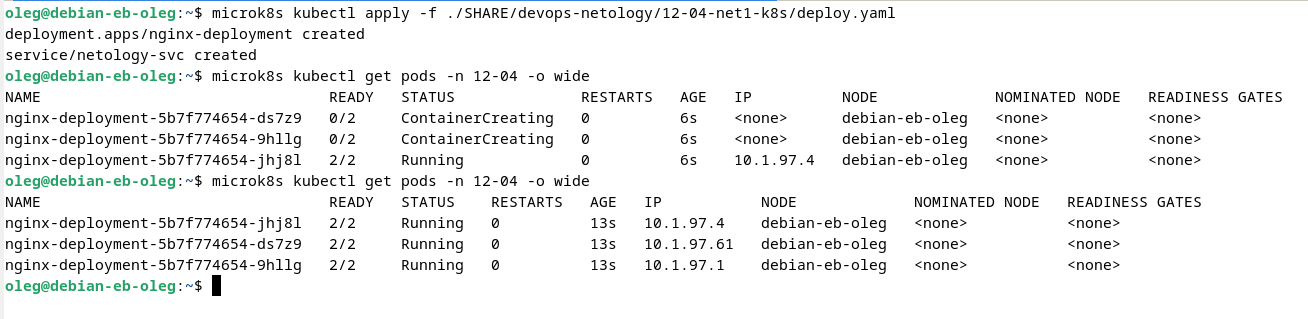 oleg@debian-eb-oleg:~$ microk8s kubectl apply -f ./SHARE/devops-netology/12-04-net1-k8s/deploy.yaml
deployment.apps/nginx-deployment created
service/netology-svc created
oleg@debian-eb-oleg:~$ microk8s kubectl get pods -n 12-04 -o wide
NAME                                READY   STATUS              RESTARTS   AGE   IP          NODE             NOMINATED NODE   READINESS GATES
nginx-deployment-5b7f774654-ds7z9   0/2     ContainerCreating   0          6s    <none>      debian-eb-oleg   <none>           <none>
nginx-deployment-5b7f774654-9hllg   0/2     ContainerCreating   0          6s    <none>      debian-eb-oleg   <none>           <none>
nginx-deployment-5b7f774654-jhj8l   2/2     Running             0          6s    10.1.97.4   debian-eb-oleg   <none>           <none>
oleg@debian-eb-oleg:~$ microk8s kubectl get pods -n 12-04 -o wide
NAME                                READY   STATUS    RESTARTS   AGE   IP           NODE             NOMINATED NODE   READINESS GATES
nginx-deployment-5b7f774654-jhj8l   2/2     Running   0          13s   10.1.97.4    debian-eb-oleg   <none>           <none>
nginx-deployment-5b7f774654-ds7z9   2/2     Running   0          13s   10.1.97.61   debian-eb-oleg   <none>           <none>
nginx-deployment-5b7f774654-9hllg   2/2     Running   0          13s   10.1.97.1    debian-eb-oleg   <none>           <none>
oleg@debian-eb-oleg:~$